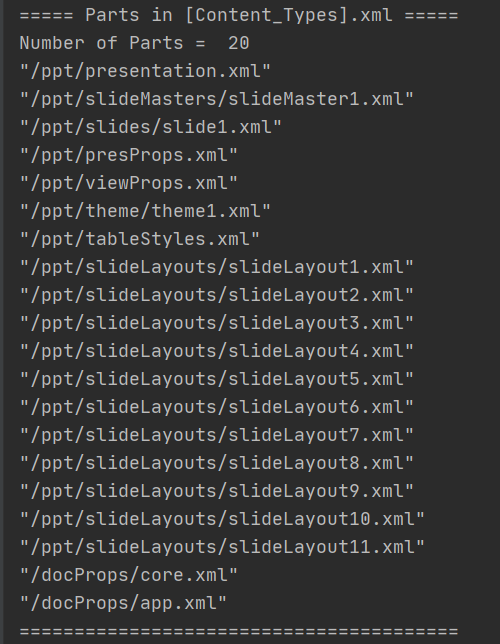 ===== Parts in [Content_Types].xml =====
Number of Parts =  20
"/ppt/presentation.xml"
"/ppt/slideMasters/slideMaster1.xml"
"/ppt/slides/slide1.xml"
"/ppt/presProps.xml"
"/ppt/viewProps.xml"
"/ppt/theme/theme1.xml"
"/ppt/tableStyles.xml"
"/ppt/slideLayouts/slideLayout1.xml"
"/ppt/slideLayouts/slideLayout2.xml"
"/ppt/slideLayouts/slideLayout3.xml"
"/ppt/slideLayouts/slideLayout4.xml"
"/ppt/slideLayouts/slideLayout5.xml"
"/ppt/slideLayouts/slideLayout6.xml"
"/ppt/slideLayouts/slideLayout7.xml"
"/ppt/slideLayouts/slideLayout8.xml"
"/ppt/slideLayouts/slideLayout9.xml"
"/ppt/slideLayouts/slideLayout10.xml"
"/ppt/slideLayouts/slideLayout11.xml"
"/docProps/core.xml"
"/docProps/app.xml"
========================================